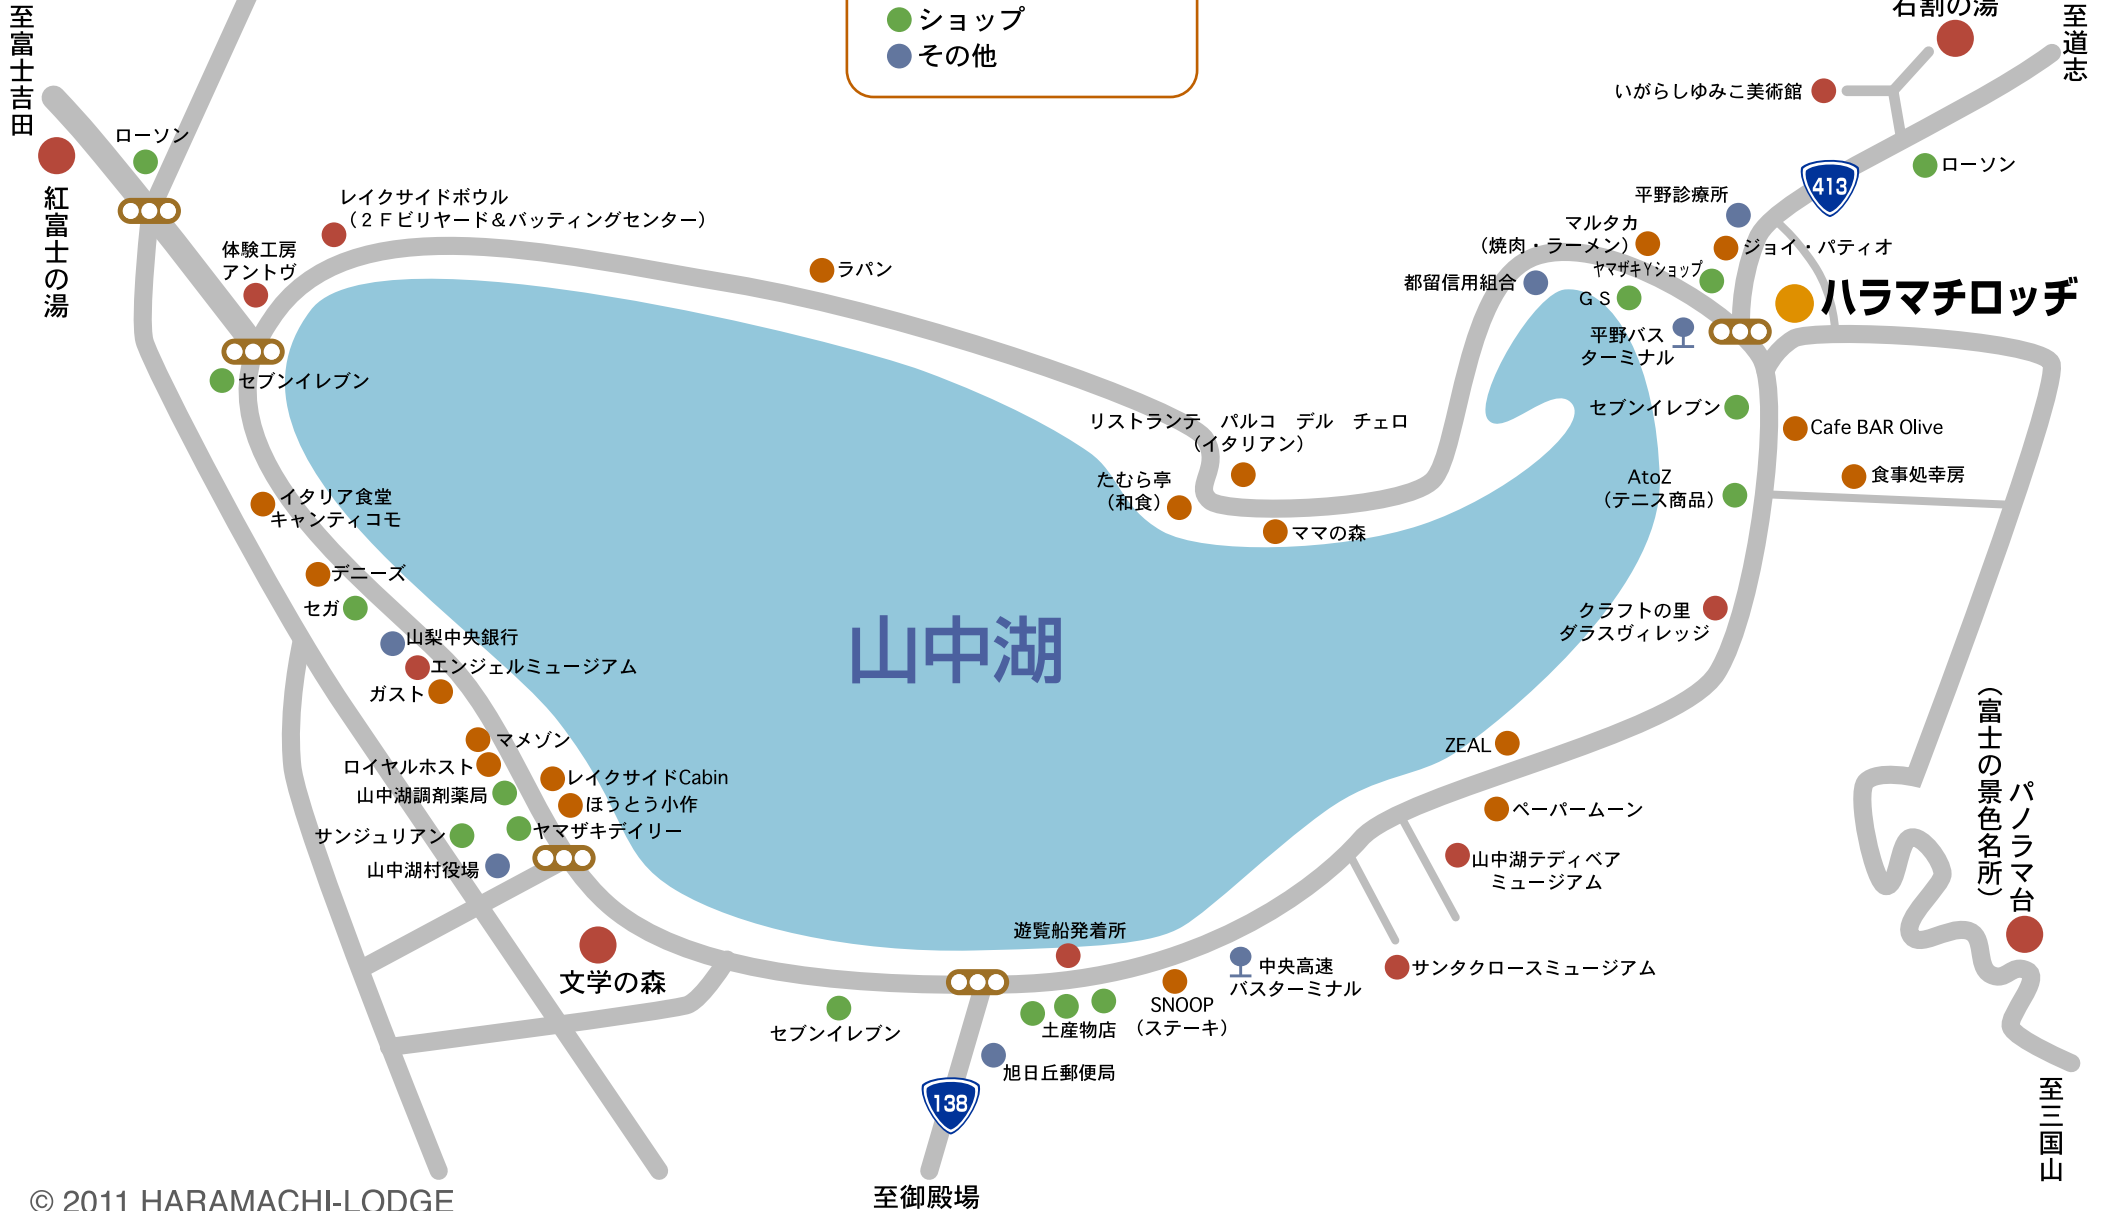 至富士吉田
ショップ
その他
石割の湯
至道志
いがらしゆみこ美術館
ローソン
紅富士の湯
ローソン
413
平野診療所
マルタカ
（焼肉・ラーメン）
ジョイ・パティオ
ヤマザキYショップ
都留信用組合
ＧＳ
ハラマチロッヂ
平野バス
ターミナル
レイクサイドボウル
（２Ｆビリヤード＆バッティングセンター）
体験工房
アントヴ
ラパン
セブンイレブン
セブンイレブン
Cafe BAR Olive
リストランテ　パルコ　デル　チェロ
（イタリアン）
たむら亭
（和食）
ママの森
AtoZ
（テニス商品）
食事処幸房
イタリア食堂
キャンティコモ
デニーズ
セガ
山梨中央銀行
エンジェルミュージアム
ガスト
クラフトの里
ダラスヴィレッジ
山中湖
マメゾン
ロイヤルホスト
レイクサイドCabin
山中湖調剤薬局
ほうとう小作
サンジュリアン
ヤマザキデイリー
山中湖村役場
ZEAL
ペーパームーン
山中湖テディベア
ミュージアム
パノラマ台
（富士の景色名所）
文学の森
遊覧船発着所
中央高速
バスターミナル
サンタクロースミュージアム
セブンイレブン
土産物店
SNOOP
（ステーキ）
旭日丘郵便局
138
至三国山
至御殿場
© 2011 HARAMACHI-LODGE